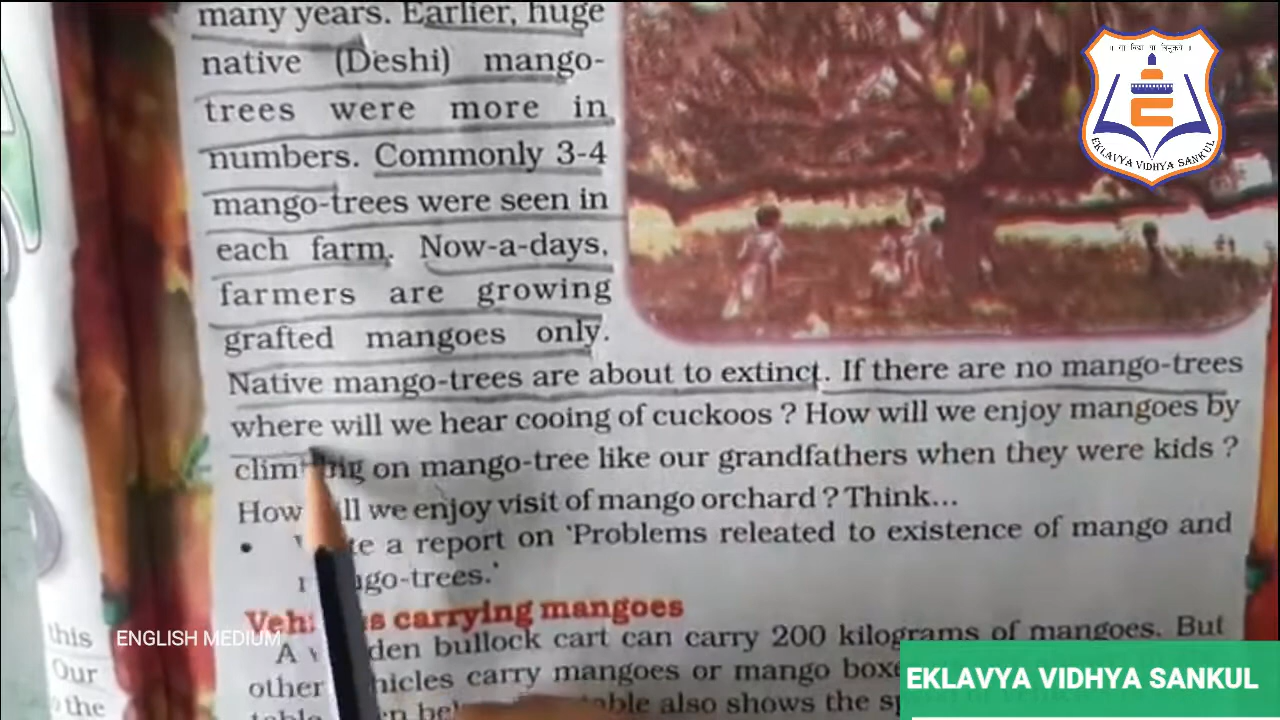 many years. Earlier, huge
native (Deshi) mango-
trees were more in
numbers. Commonly 3-4
mango-trees were seen in
each farm. Now-a-days,
farmers are growing
grafted mangoes only.
Native mango-trees are about to extinct. If there are no mango-trees
where will we hear cooing of cuckoos ? How will we enjoy mangoes by
on mango-tree like our grandfathers when they were kids ?
How we enjoy visit of mango orchard ? Think...
• a report on 'Problems releated to existence of mango and
carrying mangoes
A bullock cart can carry 200 kilograms of mangoes. But
other carry mangoes or mango
also shows the
this
Our
the
ENGLISH MEDIUM
EKLAVYA VIDHYA SANKUL
EKLAVYA VIDHYA SANKUL